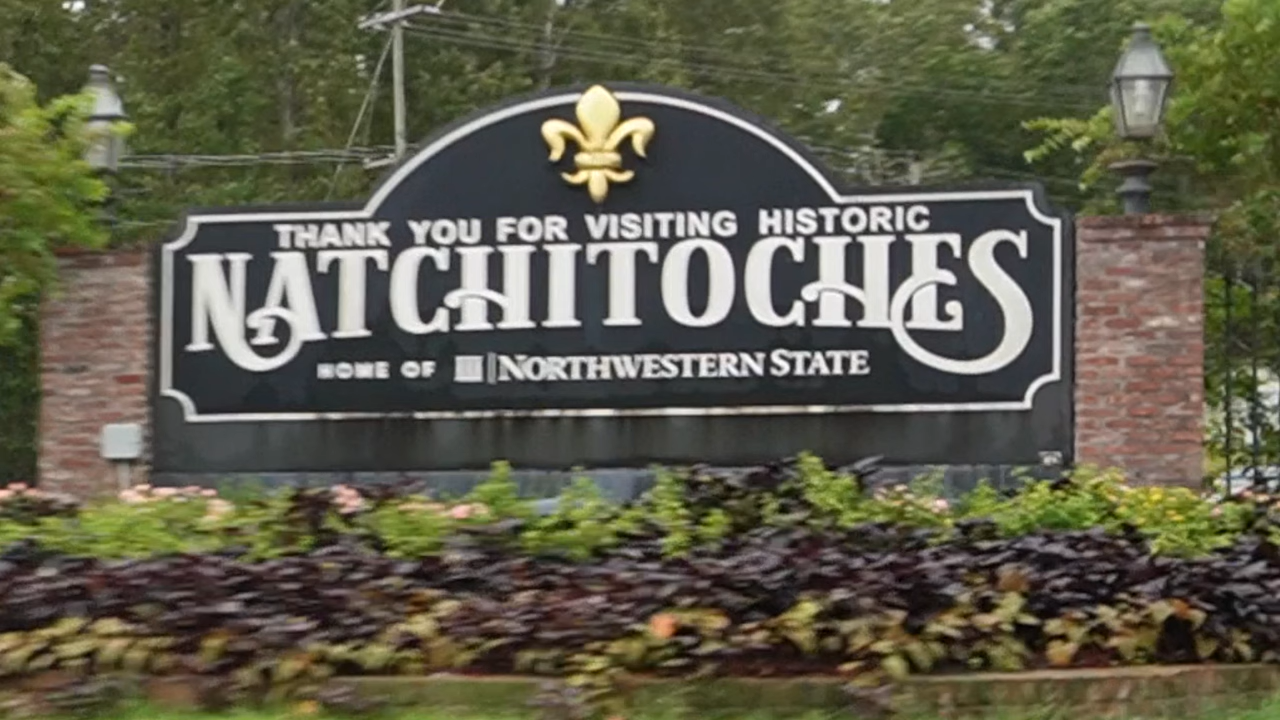 THANK YOU FOR VISITING HISTORIC
NATCHITOCHES
HOME OF NORTHWESTERN STATE